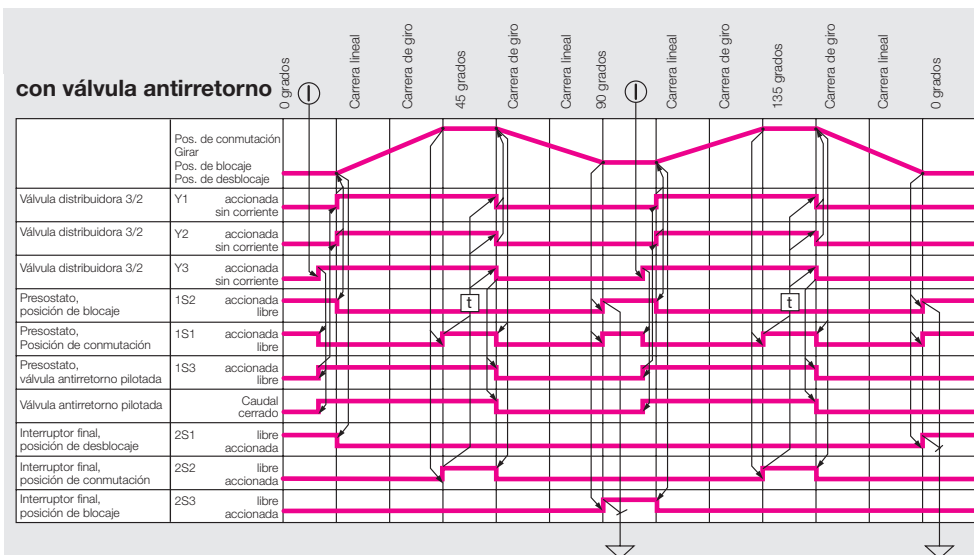 con válvula antirretorno
0 grados
Carrera lineal
Carrera de giro
45 grados
Carrera de giro
Carrera lineal
90 grados
Carrera lineal
Carrera de giro
135 grados
Carrera de giro
Carrera lineal
0 grados
Pos. de conmutación
Girar
Pos. de blocaje
Pos. de desblocaje
Válvula distribuidora 3/2 Y1 accionada
sin corriente
Válvula distribuidora 3/2 Y2 accionada
sin corriente
Válvula distribuidora 3/2 Y3 accionada
sin corriente
Presostato, 1S2 accionada
posición de blocaje libre
t
t
Presostato, 1S1 accionada
Posición de conmutación libre
Presostato, 1S3 accionada
válvula antirretorno pilotada libre
Válvula antirretorno pilotada Caudal
cerrado
Interruptor final, 2S1 libre
posición de desblocaje accionada
Interruptor final, 2S2 libre
posición de conmutación accionada
Interruptor final, 2S3 libre
posición de blocaje accionada